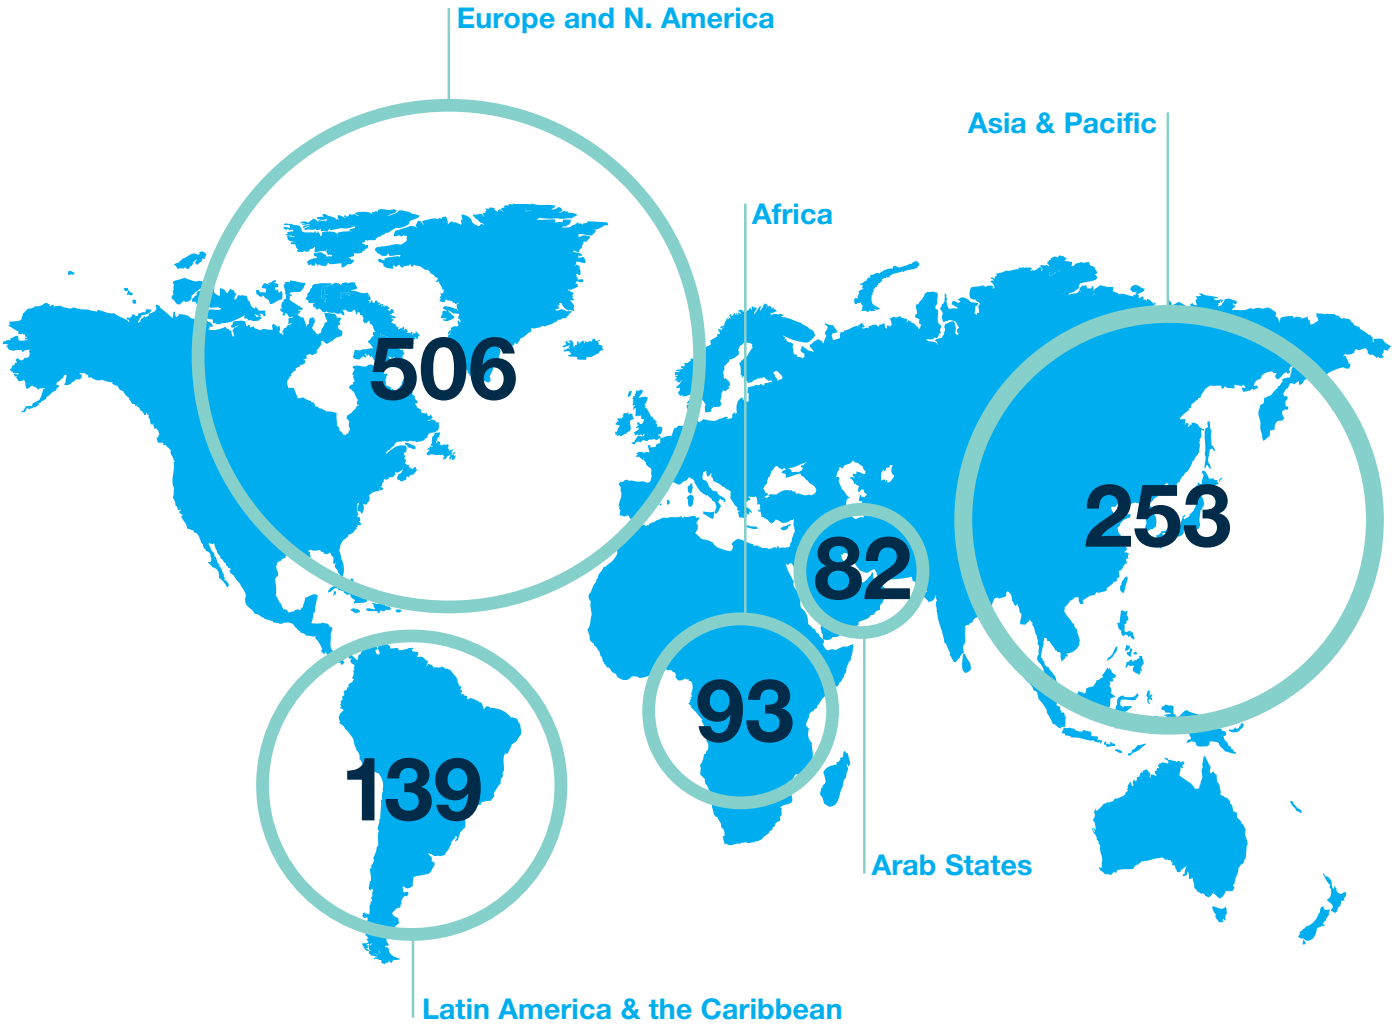 Europe and N. America
Asia & Pacific
Africa
506
253
82
93
139
Arab States
Latin America & the Caribbean